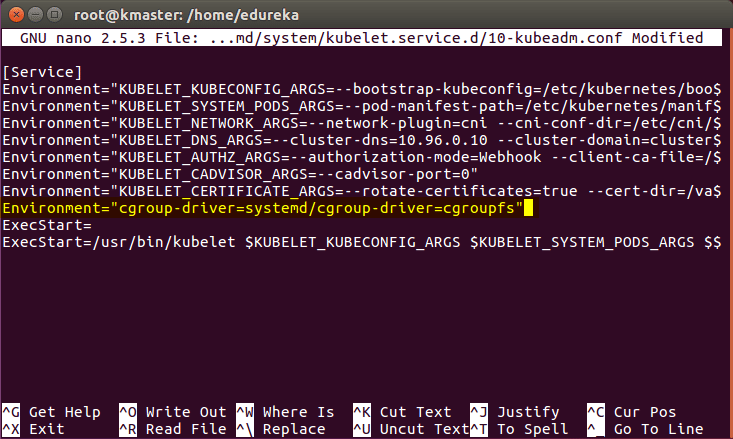 root@kmaster: /home/edureka
GNU nano 2.5.3 File: ...md/system/kubelet.service.d/10-kubeadm.conf Modified
[Service]
Environment="KUBELET_KUBECONFIG_ARGS=--bootstrap-kubeconfig=/etc/kubernetes/boo$
Environment="KUBELET_SYSTEM_PODS_ARGS=--pod-manifest-path=/etc/kubernetes/manif$
Environment="KUBELET_NETWORK_ARGS=--network-plugin=cni --cni-conf-dir=/etc/cni/$
Environment="KUBELET_DNS_ARGS=--cluster-dns=10.96.0.10 --cluster-domain=cluster$
Environment="KUBELET_AUTHZ_ARGS=--authorization-mode=Webhook --client-ca-file=/$
Environment="KUBELET_CADVISOR_ARGS=--cadvisor-port=0"
Environment="KUBELET_CERTIFICATE_ARGS=--rotate-certificates=true --cert-dir=/va$
Environment="cgroup-driver=systemd/cgroup-driver=cgroupfs"
ExecStart=
ExecStart=/usr/bin/kubelet $KUBELET_KUBECONFIG_ARGS $KUBELET_SYSTEM_PODS_ARGS $$
^G Get Help ^O Write Out ^W Where Is ^K Cut Text ^J Justify ^C Cur Pos
^X Exit ^R Read File ^\ Replace ^U Uncut Text ^T To Spell ^_ Go To Line